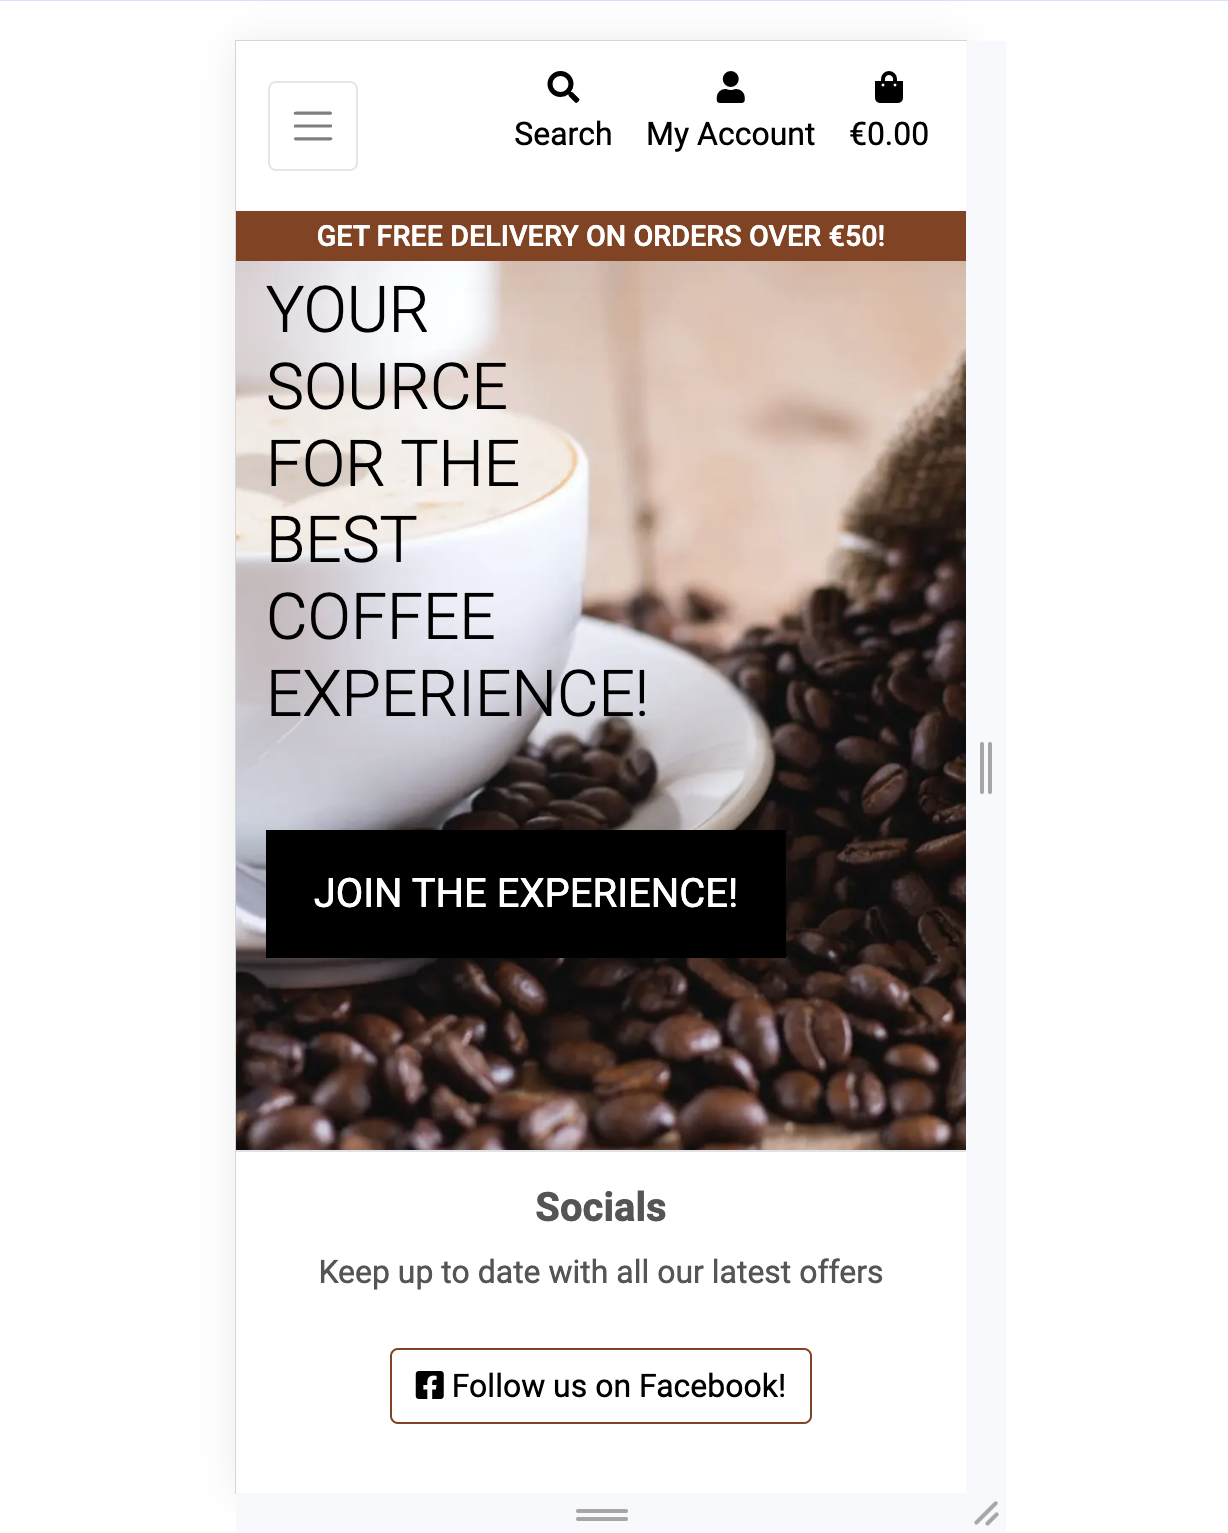 Search
My Account
€0.00
GET FREE DELIVERY ON ORDERS OVER €50!
YOUR
SOURCE
FOR THE
BEST
COFFEE
EXPERIENCE!
JOIN THE EXPERIENCE!
Socials
Keep up to date with all our latest offers
Follow us on Facebook!